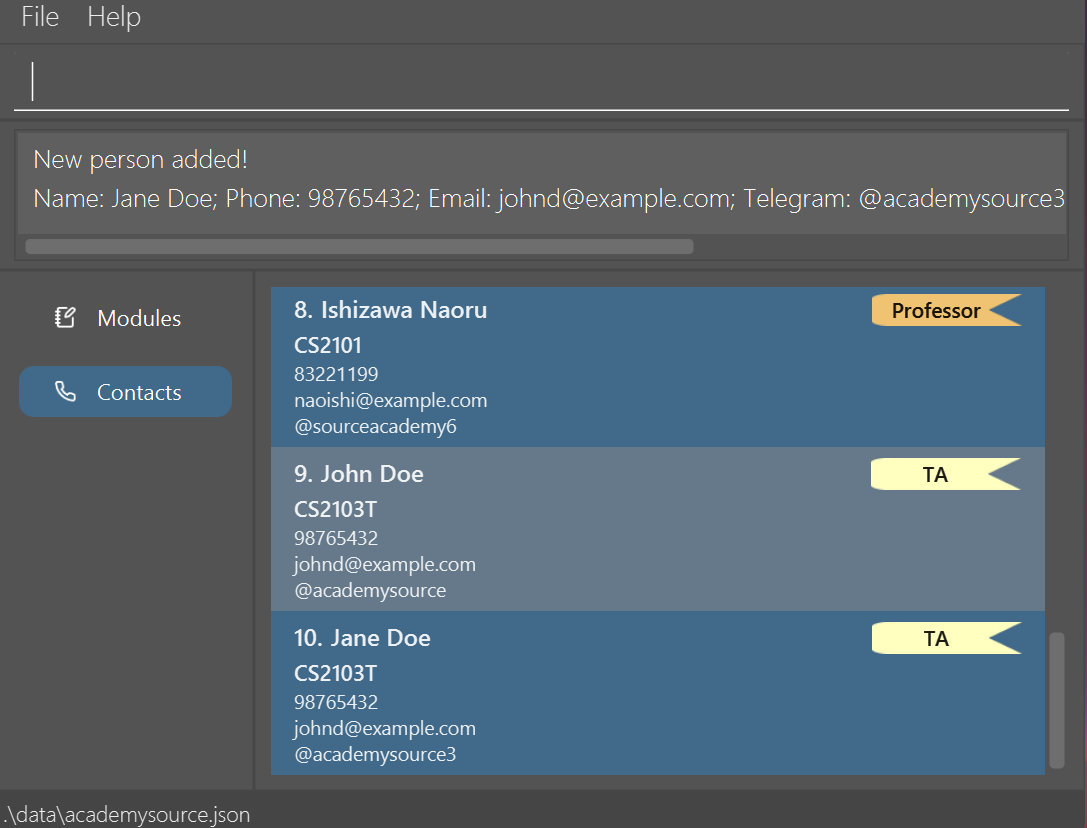 File Help
New person added!
Name: Jane Doe; Phone: 98765432; Email: johnd@example.com; Telegram: @academysource3
Modules
Contacts
8. Ishizawa Naoru
Professor
CS2101
83221199
naoishi@example.com
@sourceacademy6
9. John Doe
TA
CS2103T
98765432
johnd@example.com
@academysource
10. Jane Doe
TA
CS2103T
98765432
johnd@example.com
@academysource3
.\data\academysource.json